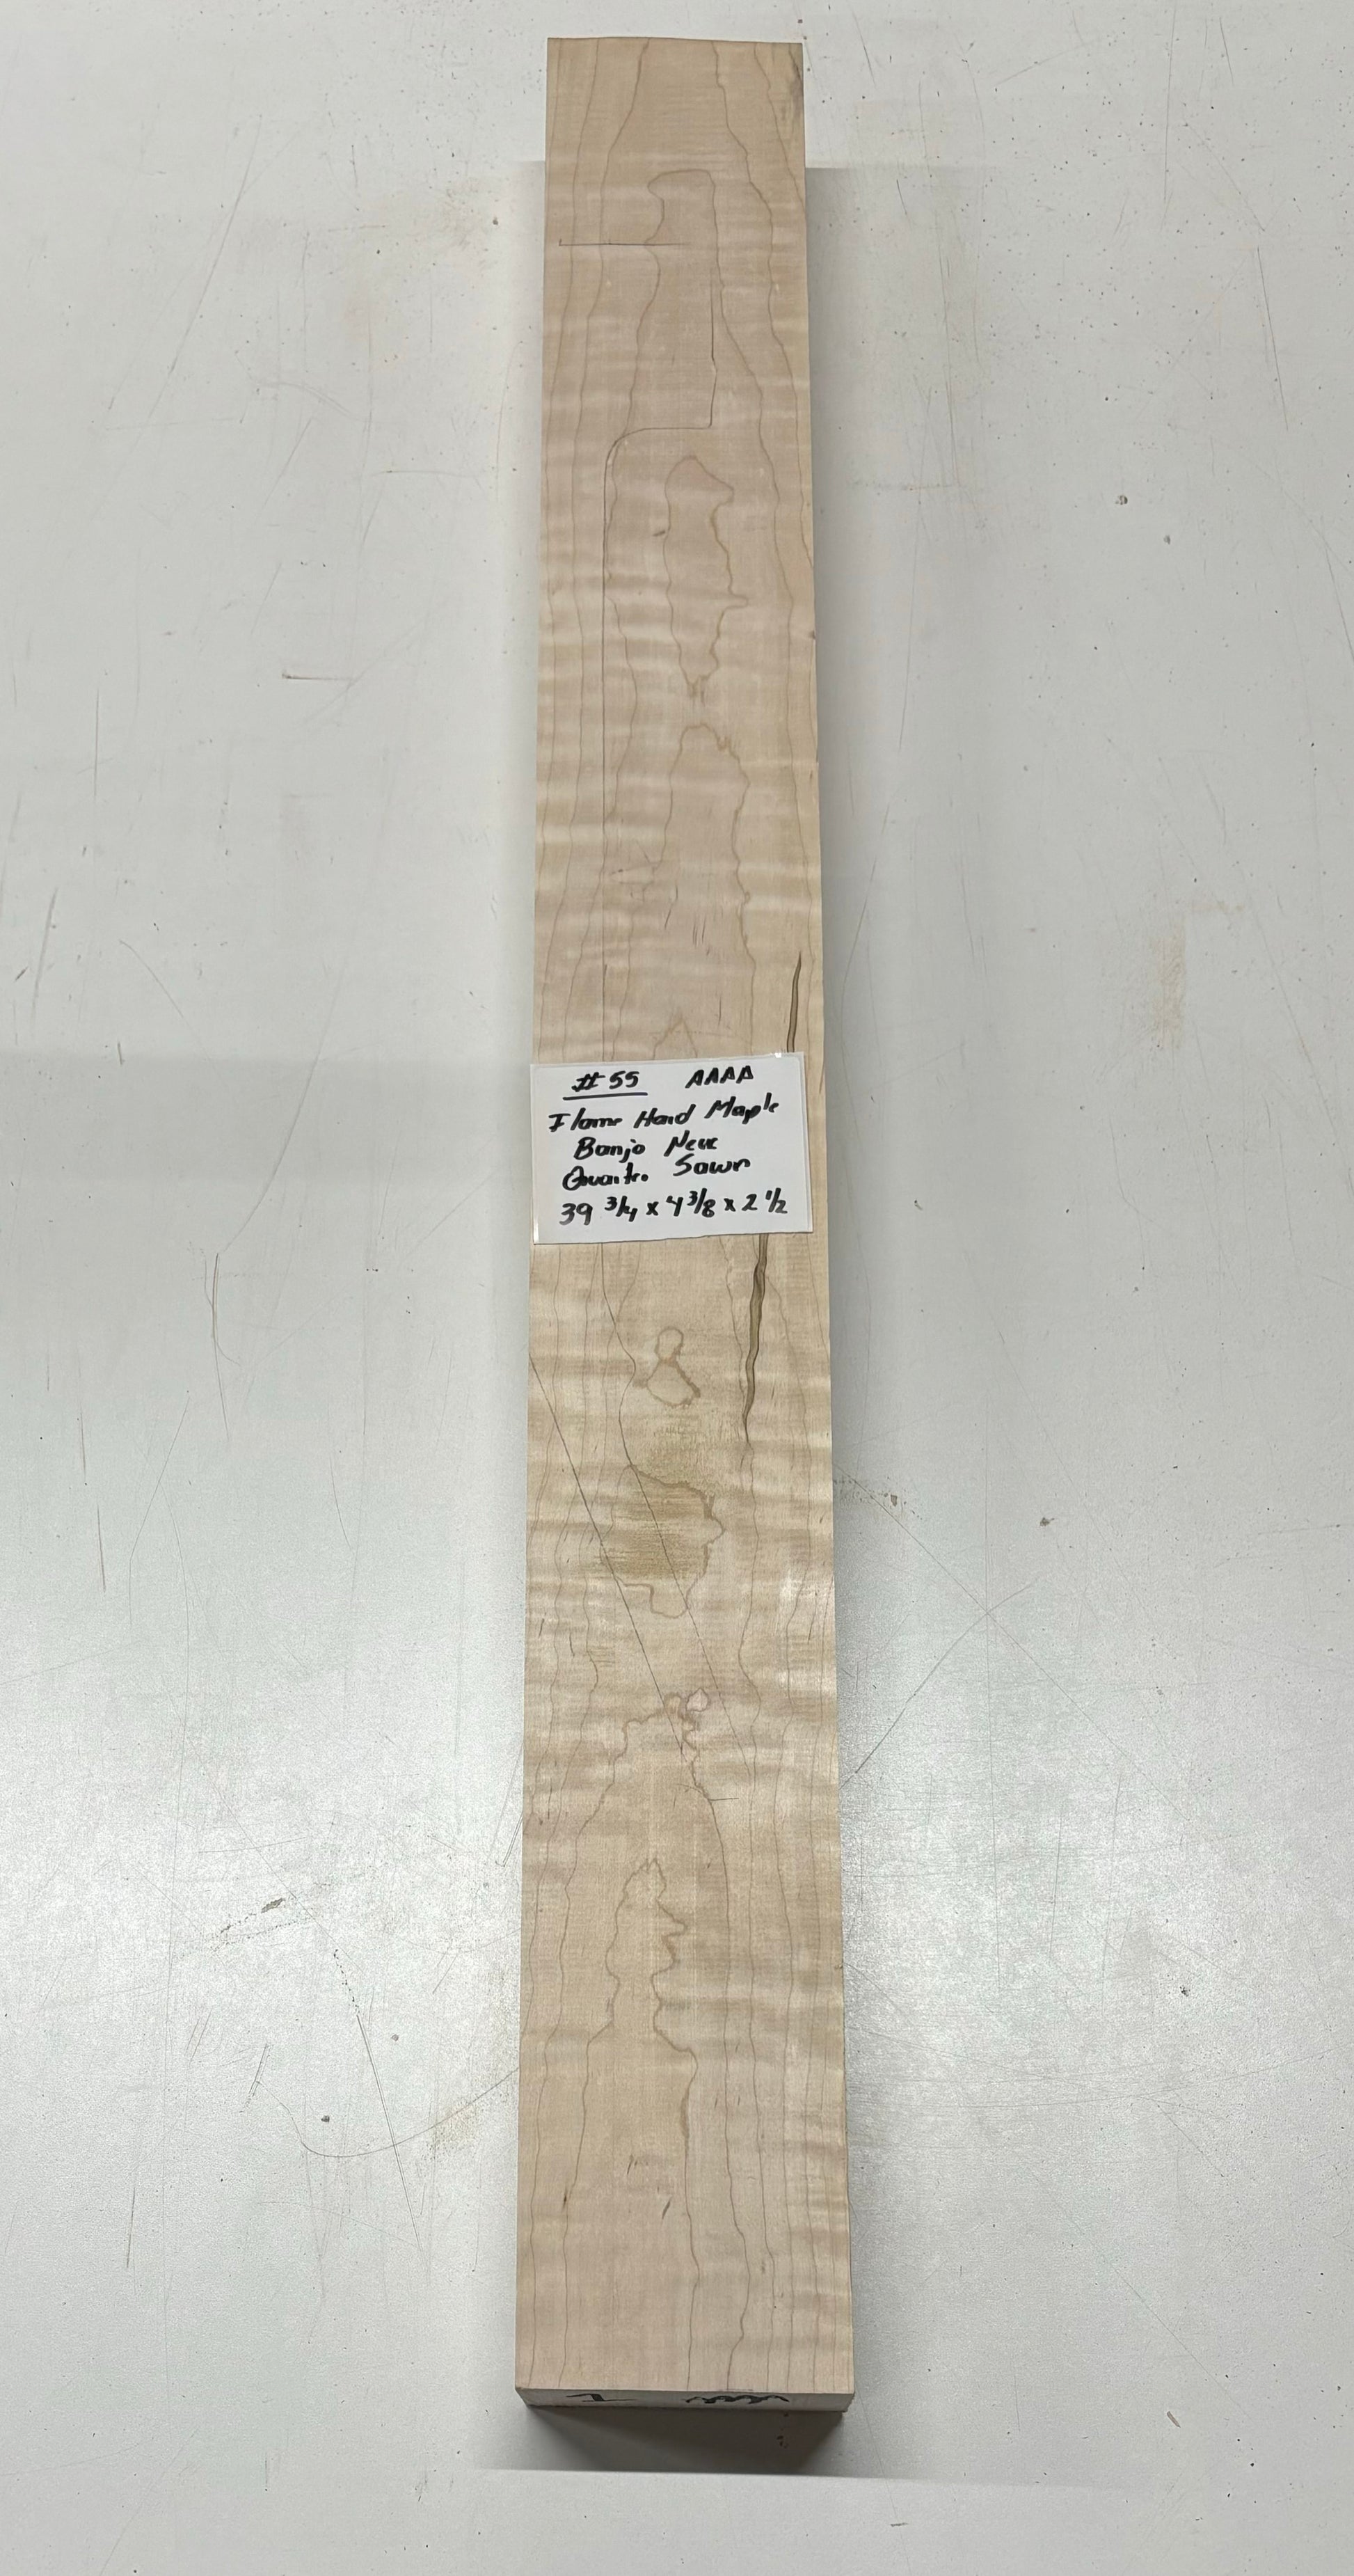 #55 AAAA
Flame Hard Maple
Banjo Neck
Quarter Sawn
39 3/4 x 4 3/8 x 2 1/2